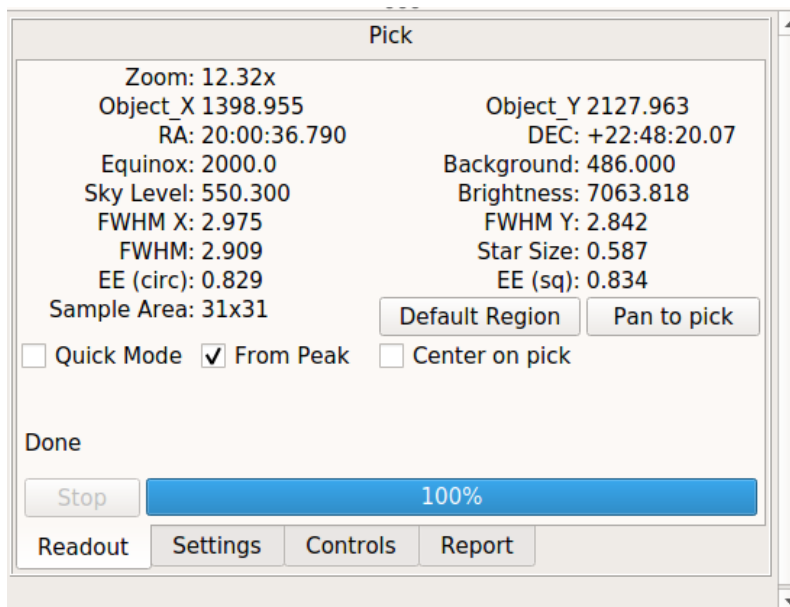 Pick
Zoom: 12.32x
Object_X 1398.955 Object_Y 2127.963
RA: 20:00:36.790 DEC: +22:48:20.07
Equinox: 2000.0 Background: 486.000
Sky Level: 550.300 Brightness: 7063.818
FWHM X: 2.975 FWHM Y: 2.842
FWHM: 2.909 Star Size: 0.587
EE (circ): 0.829 EE (sq): 0.834
Sample Area: 31x31 Default Region Pan to pick
Quick Mode From Peak Center on pick
Done
Stop 100%
Readout Settings Controls Report